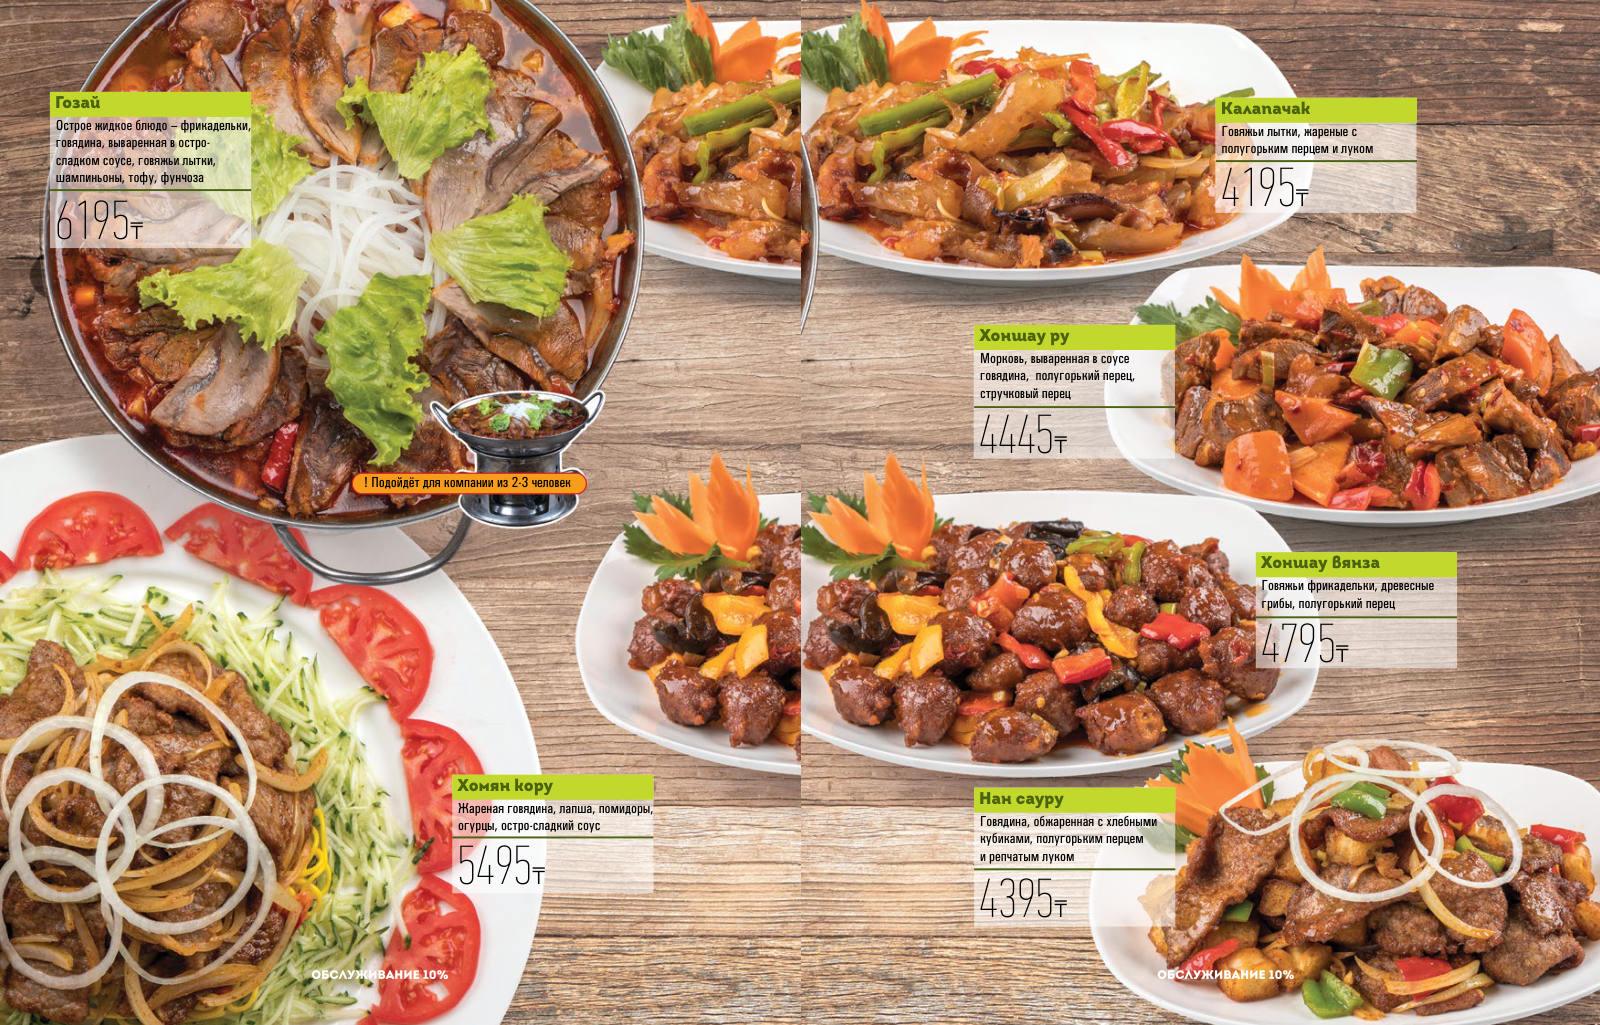 Гозай
Острое жидкое блюдо – фрикадельки,
говядина, вываренная в остро-
сладком соусе, говяжьи лытки,
шампиньоны, тофу, фунчоза
6195₸
! Подойдёт для компании из 2-3 человек
Хомян кору
Жареная говядина, лапша, помидоры,
огурцы, остро-сладкий соус
5495₸
ОБСЛУЖИВАНИЕ 10%
Калапачак
Говяжьи лытки, жареные с
полугорьким перцем и луком
4195₸
Хоншау ру
Морковь, вываренная в соусе
говядина, полугорький перец,
стручковый перец
4445₸
Хоншау вянза
Говяжьи фрикадельки, древесные
грибы, полугорький перец
4795₸
Нан сауру
Говядина, обжаренная с хлебными
кубиками, полугорьким перцем
и репчатым луком
4395₸
ОБСЛУЖИВАНИЕ 10%